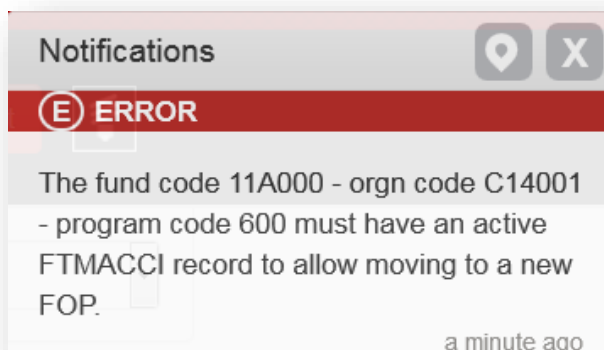 Notifications
X
E ERROR
The fund code 11A000 - orgn code C14001
- program code 600 must have an active
FTMACCI record to allow moving to a new
FOP.
a minute ago